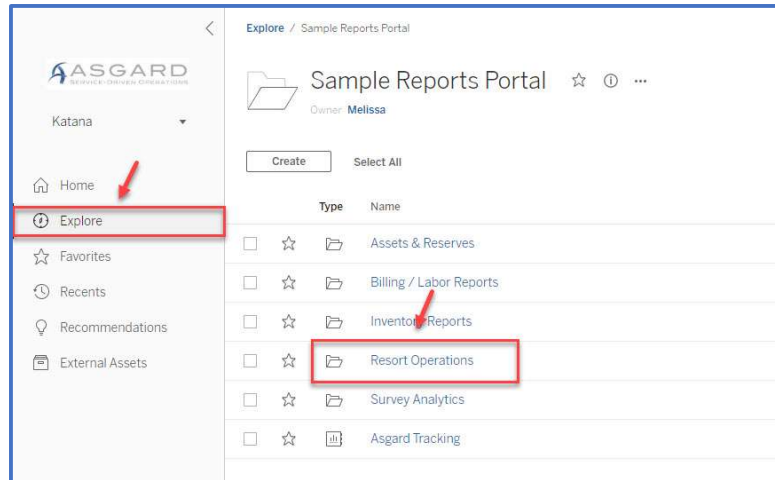 Explore / Sample Reports Portal
ASGARD
SERVICE-DRIVEN OPERATIONS
Sample Reports Portal
Owner Melissa
Katana
Create Select All
Home
Type Name
Explore
Assets & Reserves
Favorites
Billing / Labor Reports
Recents
Inventory Reports
Recommendations
Resort Operations
External Assets
Survey Analytics
Asgard Tracking